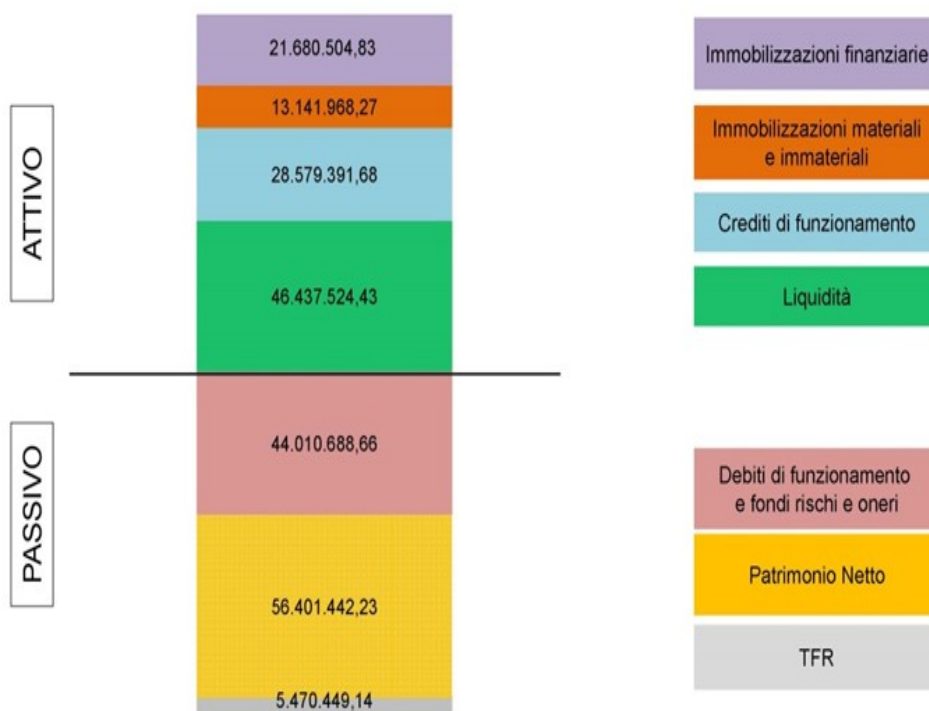 ATTIVO
21.680.504,83
13.141.968,27
28.579.391,68
46.437.524,43
PASSIVO
44.010.688,66
56.401.442,23
5.470.449,14
Immobilizzazioni finanziarie
Immobilizzazioni materiali
e immateriali
Crediti di funzionamento
Liquidità
Debiti di funzionamento
e fondi rischi e oneri
Patrimonio Netto
TFR